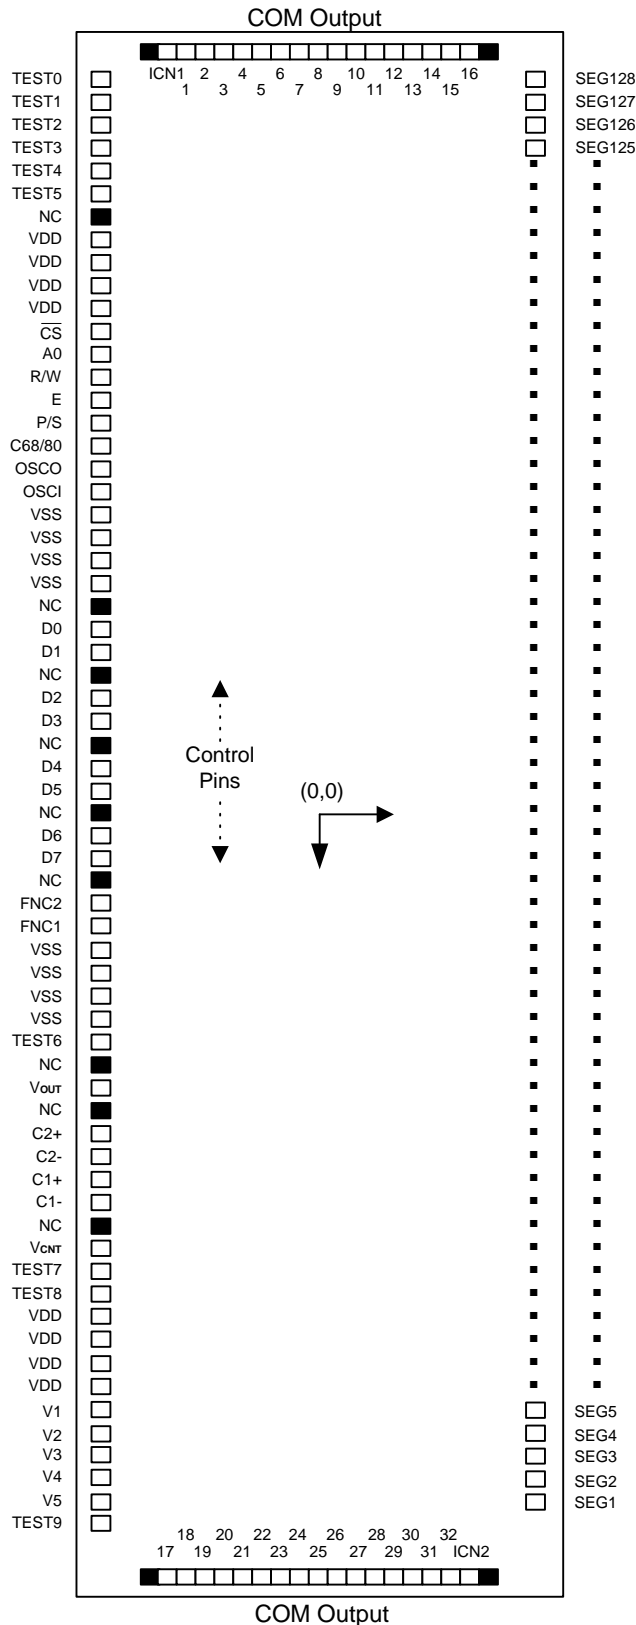 COM Output
ICN1 2 4 6 8 10 12 14 16
1 3 5 7 9 11 13 15
TEST0
TEST1
TEST2
TEST3
TEST4
TEST5
NC
VDD
VDD
VDD
VDD
CS
A0
R/W
E
P/S
C68/80
OSCO
OSCI
VSS
VSS
VSS
VSS
NC
D0
D1
NC
D2
D3
NC
D4
D5
NC
D6
D7
NC
FNC2
FNC1
VSS
VSS
VSS
VSS
TEST6
NC
VOUT
NC
C2+
C2-
C1+
C1-
NC
VCNT
TEST7
TEST8
VDD
VDD
VDD
VDD
V1
V2
V3
V4
V5
TEST9
Control
Pins
(0,0)
SEG128
SEG127
SEG126
SEG125
SEG5
SEG4
SEG3
SEG2
SEG1
18 20 22 24 26 28 30 32
17 19 21 23 25 27 29 31 ICN2
COM Output